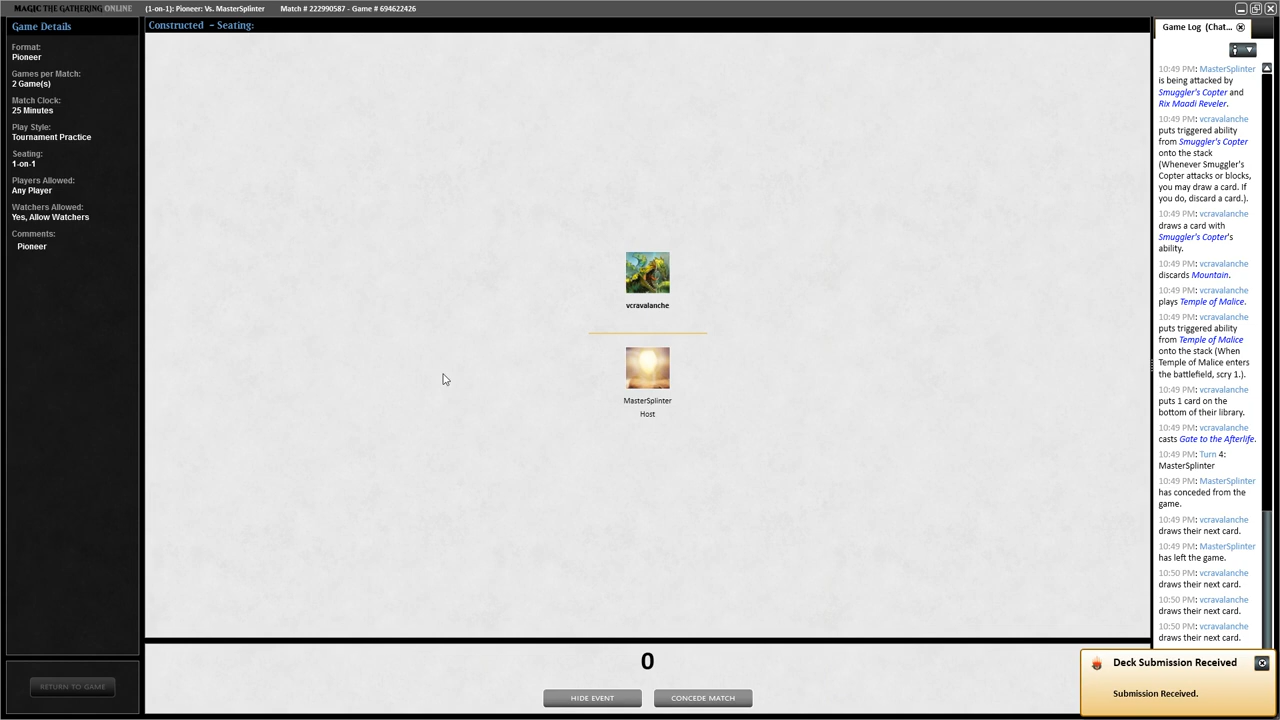 MAGIC THE GATHERING ONLINE (1-on-1): Pioneer: Vs. MasterSplinter Match # 222990587 - Game # 694622426
Game Details
Format:
Pioneer
Games per Match:
2 Game(s)
Match Clock:
25 Minutes
Play Style:
Tournament Practice
Seating:
1-on-1
Players Allowed:
Any Player
Watchers Allowed:
Yes, Allow Watchers
Comments:
Pioneer
RETURN TO GAME
Constructed - Seating:
vcravalanche
MasterSplinter
Host
0
HIDE EVENT CONCEDE MATCH
Game Log (Chat...
10:49 PM: MasterSplinter
is being attacked by
Smuggler's Copter and
Rix Maadi Reveler.
10:49 PM: vcravalanche
puts triggered ability
from Smuggler's Copter
onto the stack
(Whenever Smuggler's
Copter attacks or blocks,
you may draw a card. If
you do, discard a card.).
10:49 PM: vcravalanche
draws a card with
Smuggler's Copter's
ability.
10:49 PM: vcravalanche
discards Mountain.
10:49 PM: vcravalanche
plays Temple of Malice.
10:49 PM: vcravalanche
puts triggered ability
from Temple of Malice
onto the stack (When
Temple of Malice enters
the battlefield, scry 1.).
10:49 PM: vcravalanche
puts 1 card on the
bottom of their library.
10:49 PM: vcravalanche
casts Gate to the Afterlife.
10:49 PM: Turn 4:
MasterSplinter
10:49 PM: MasterSplinter
has conceded from the
game.
10:49 PM: vcravalanche
draws their next card.
10:49 PM: MasterSplinter
has left the game.
10:50 PM: vcravalanche
draws their next card.
10:50 PM: vcravalanche
draws their next card.
10:50 PM: vcravalanche
draws their next card.
Deck Submission Received
Submission Received.